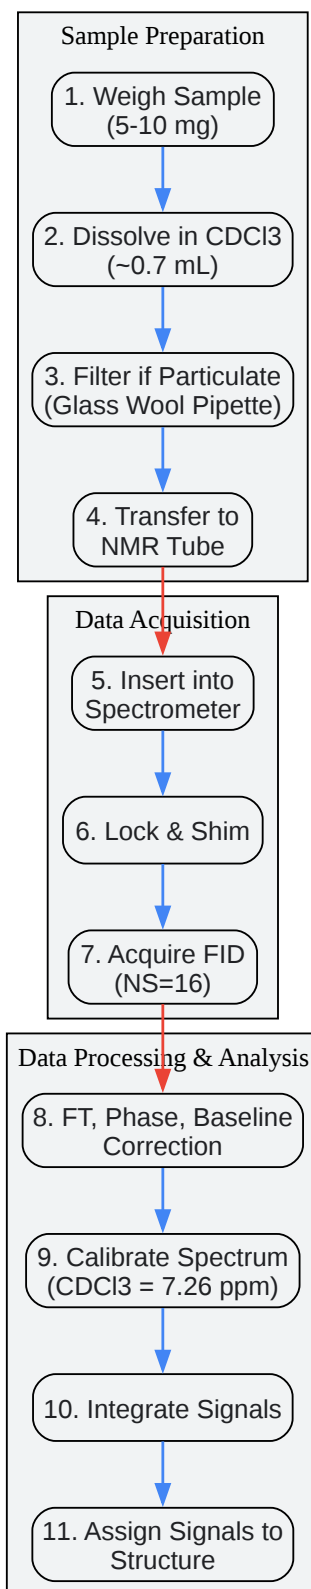 Sample Preparation
1. Weigh Sample
(5-10 mg)
2. Dissolve in CDCl3
(~0.7 mL)
3. Filter if Particulate
(Glass Wool Pipette)
4. Transfer to
NMR Tube
Data Acquisition
5. Insert into
Spectrometer
6. Lock & Shim
7. Acquire FID
(NS=16)
Data Processing & Analysis
8. FT, Phase, Baseline
Correction
9. Calibrate Spectrum
(CDCl3 = 7.26 ppm)
10. Integrate Signals
11. Assign Signals to
Structure